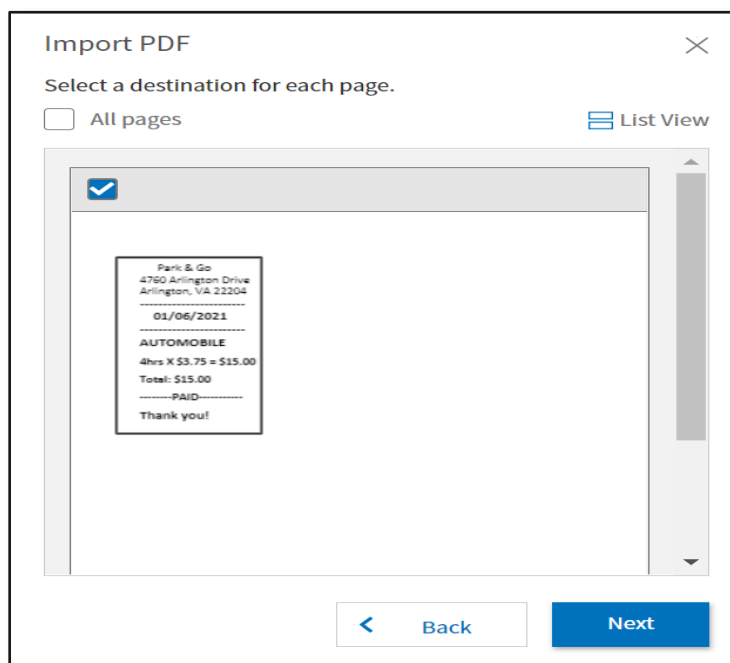 Import PDF
Select a destination for each page.
All pages
List View
Park & Go
4760 Arlington Drive
Arlington, VA 22204
------------------------
01/06/2021
------------------------
AUTOMOBILE
4hrs X $3.75 = $15.00
Total: $15.00
--------PAID-----------
Thank you!
Back
Next